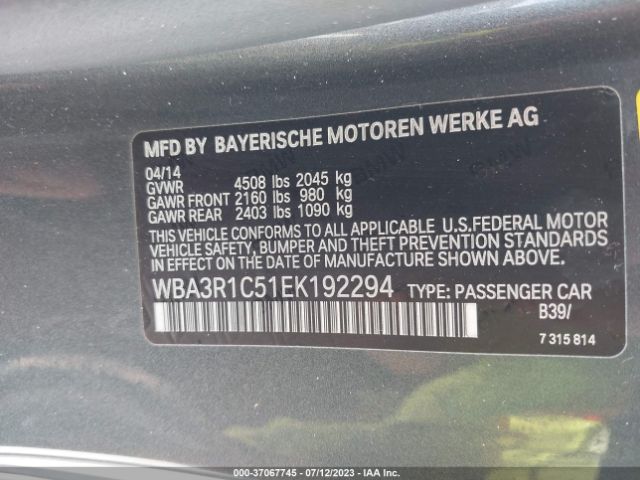 MFD BY BAYERISCHE MOTOREN WERKE AG
04/14
GVWR 4508 lbs 2045 kg
GAWR FRONT 2160 lbs 980 kg
GAWR REAR 2403 lbs 1090 kg
THIS VEHICLE CONFORMS TO ALL APPLICABLE U.S.FEDERAL MOTOR
VEHICLE SAFETY, BUMPER AND THEFT PREVENTION STANDARDS
IN EFFECT ON THE DATE OF MANUFACTURE SHOWN ABOVE.
WBA3R1C51EK192294 TYPE: PASSENGER CAR
B39/
7 315 814
000-37067745 - 07/12/2023 - IAA Inc.